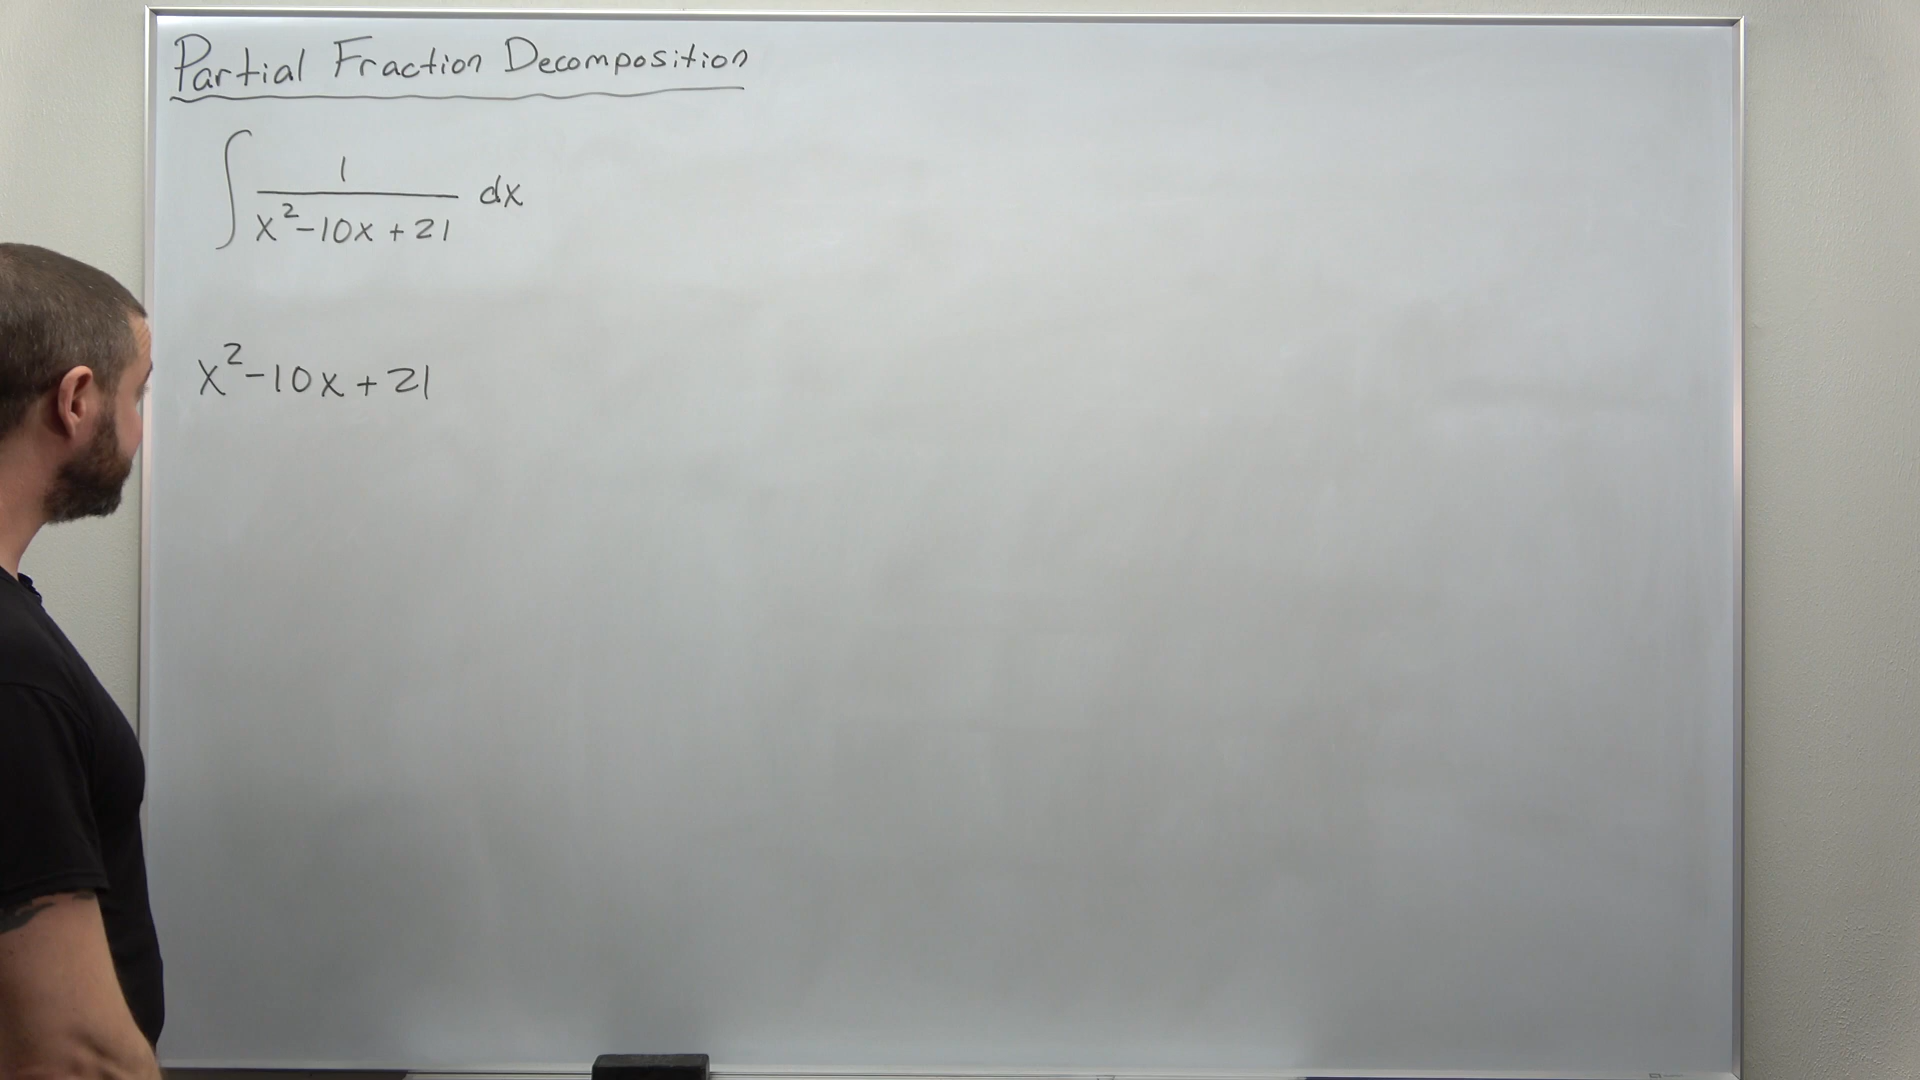 Partial Fraction Decomposition
∫ 1/(x²-10x+21) dx
x²-10x+21